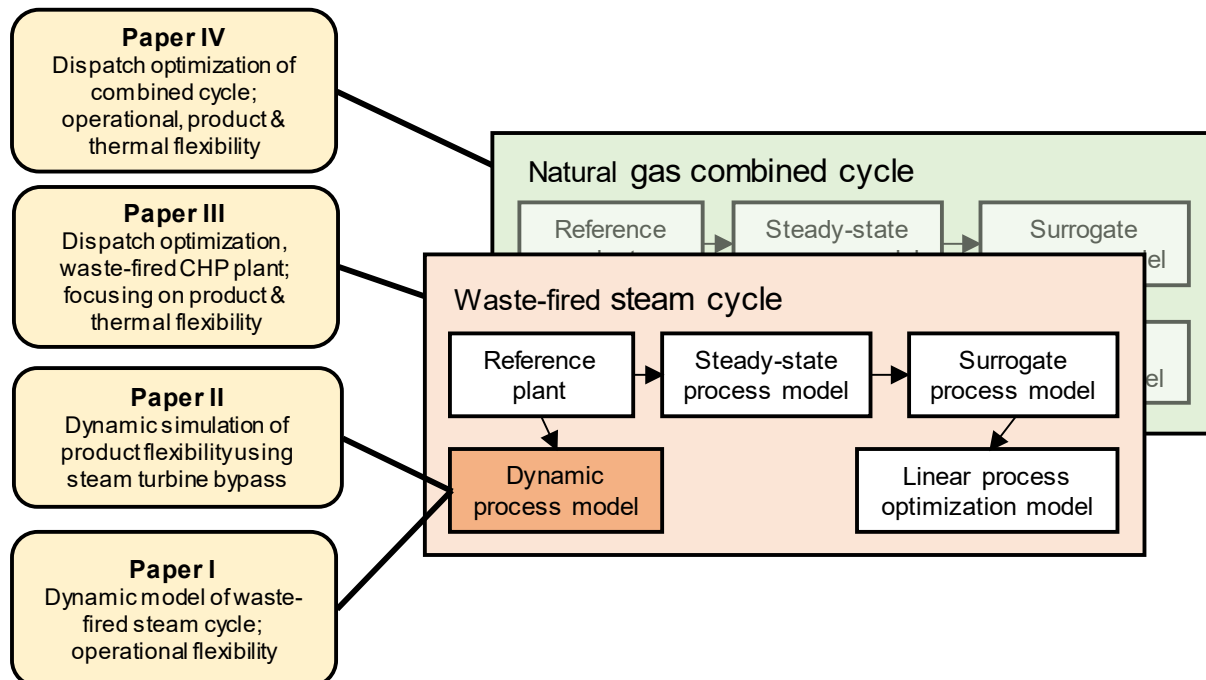 Paper IV
Dispatch optimization of
combined cycle;
operational, product &
thermal flexibility
Paper III
Dispatch optimization,
waste-fired CHP plant;
focusing on product &
thermal flexibility
Paper II
Dynamic simulation of
product flexibility using
steam turbine bypass
Paper I
Dynamic model of waste-
fired steam cycle;
operational flexibility
Natural gas combined cycle
Reference
Steady-state
Surrogate
Waste-fired steam cycle
Reference
plant
Steady-state
process model
Surrogate
process model
Dynamic
process model
Linear process
optimization model